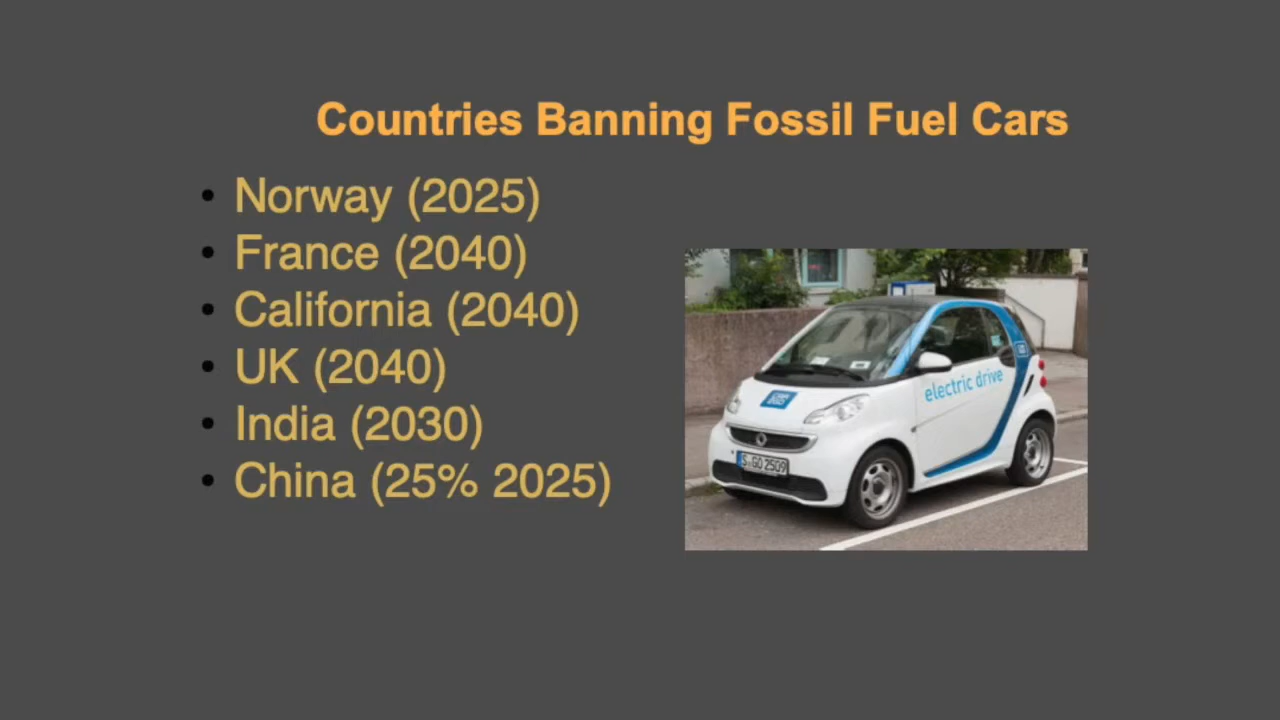 Countries Banning Fossil Fuel Cars
• Norway (2025)
• France (2040)
• California (2040)
• UK (2040)
• India (2030)
• China (25% 2025)
electric drive
S·GO 2509